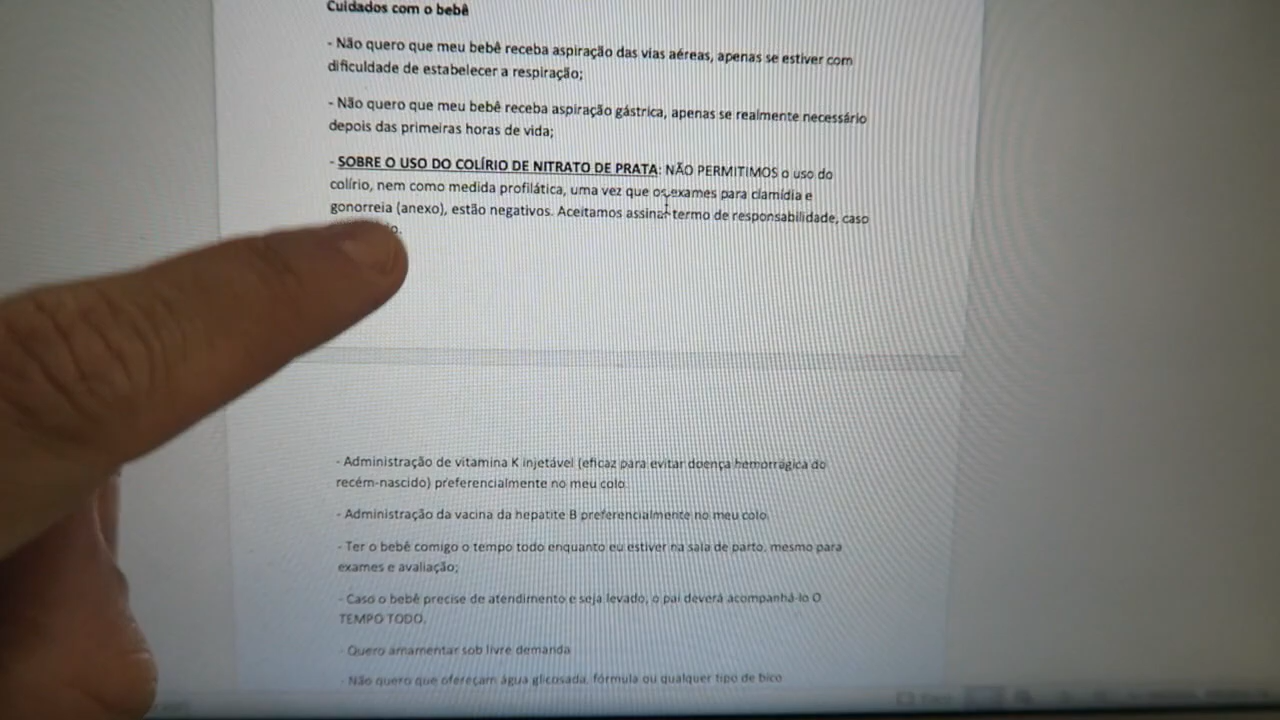 Cuidados com o bebê
- Não quero que meu bebê receba aspiração das vias aéreas, apenas se estiver com
dificuldade de estabelecer a respiração;
- Não quero que meu bebê receba aspiração gástrica, apenas se realmente necessário
depois das primeiras horas de vida;
- SOBRE O USO DO COLÍRIO DE NITRATO DE PRATA: NÃO PERMITIMOS o uso do
colírio, nem como medida profilática, uma vez que os exames para clamídia e
gonorreia (anexo), estão negativos. Aceitamos assinar termo de responsabilidade, caso
- Administração de vitamina K injetável (eficaz para evitar doença hemorrágica do
recém-nascido) preferencialmente no meu colo.
- Administração da vacina da hepatite B preferencialmente no meu colo.
- Ter o bebê comigo o tempo todo enquanto eu estiver na sala de parto, mesmo para
exames e avaliação;
- Caso o bebê precise de atendimento e seja levado, o pai deverá acompanhá-lo O
TEMPO TODO.
- Quero amamentar sob livre demanda
- Não quero que ofereçam água glicosada, fórmula ou qualquer tipo de bico